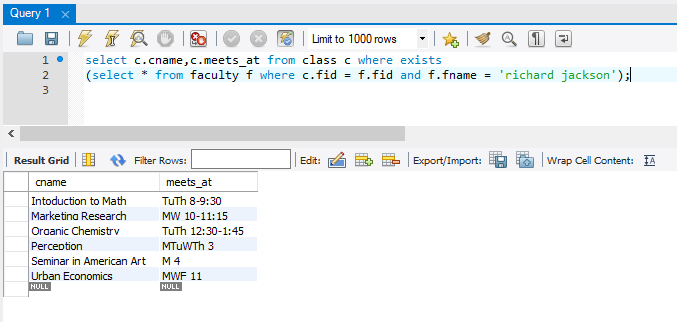 Query 1
Limit to 1000 rows
1 select c.cname,c.meets_at from class c where exists
2 (select * from faculty f where c.fid = f.fid and f.fname = 'richard jackson');
3
Result Grid Filter Rows: Edit: Export/Import: Wrap Cell Content: IA
cname meets_at
Intoduction to Math TuTh 8-9:30
Marketing Research MW 10-11:15
Organic Chemistry TuTh 12:30-1:45
Perception MTuWTh 3
Seminar in American Art M 4
Urban Economics MWF 11
NULL NULL